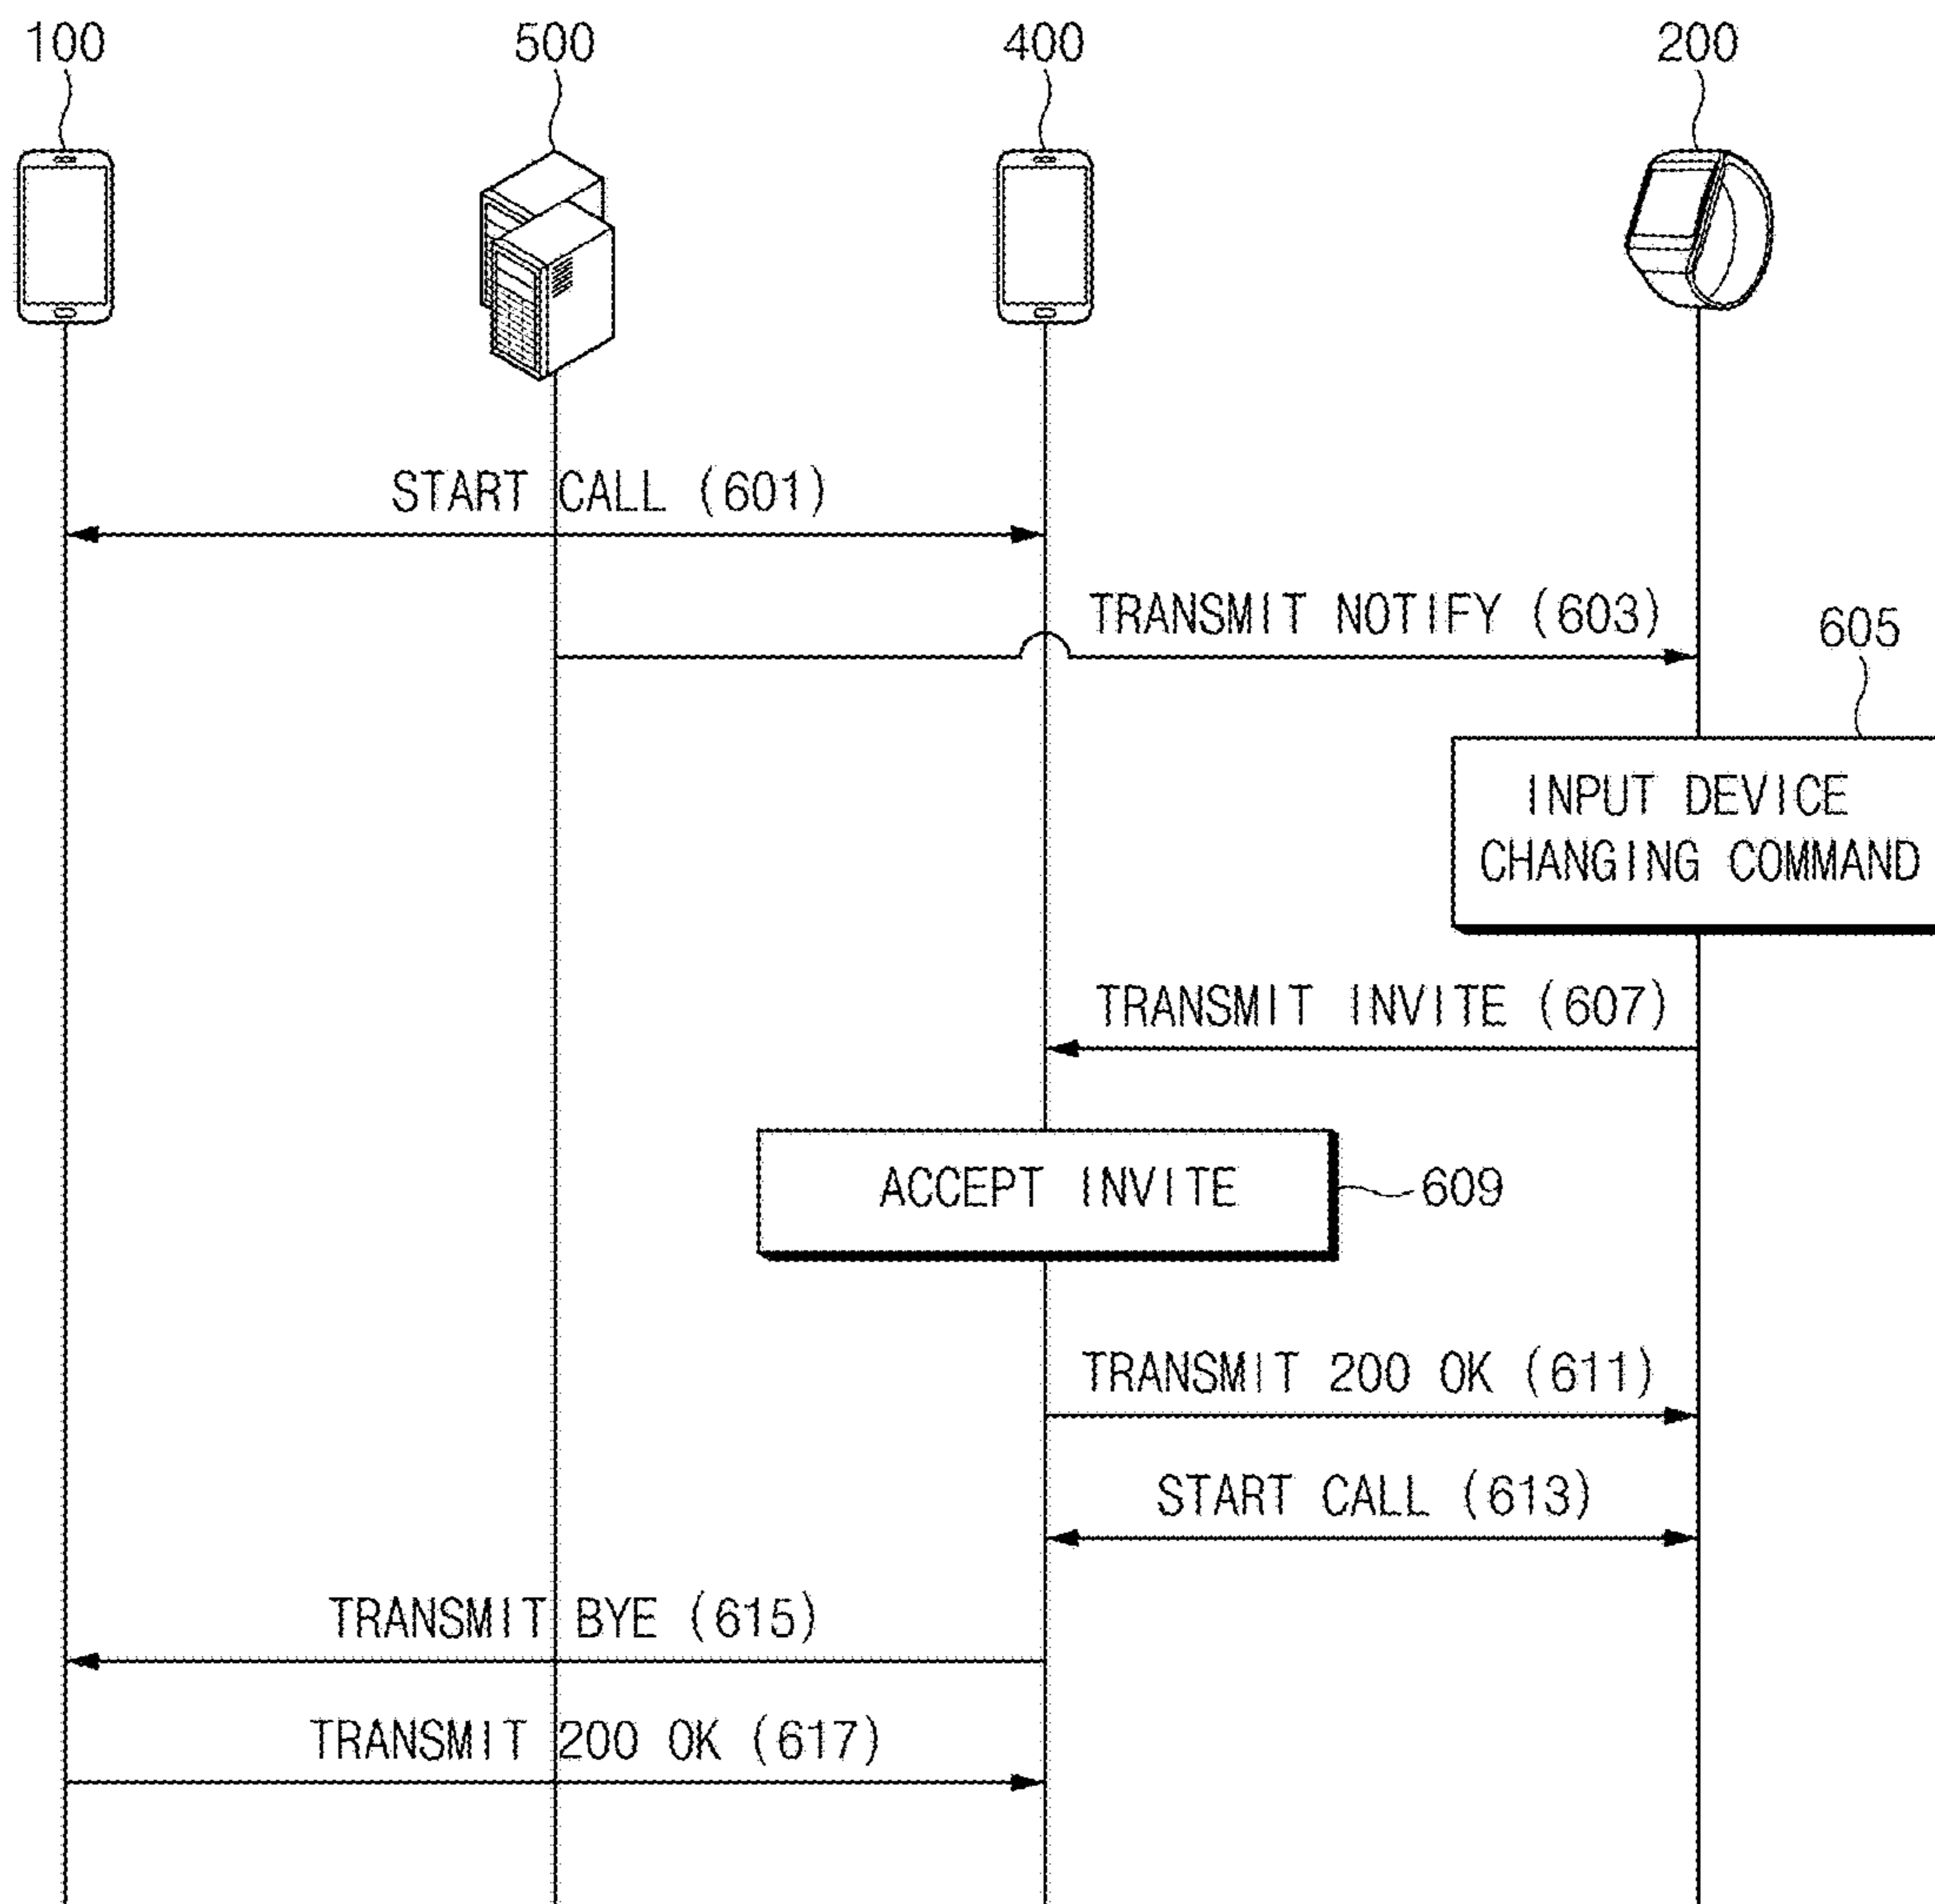 100
500
400
200
START CALL (601)
TRANSMIT NOTIFY (603)
605
INPUT DEVICE
CHANGING COMMAND
TRANSMIT INVITE (607)
ACCEPT INVITE
609
TRANSMIT 200 OK (611)
START CALL (613)
TRANSMIT BYE (615)
TRANSMIT 200 OK (617)